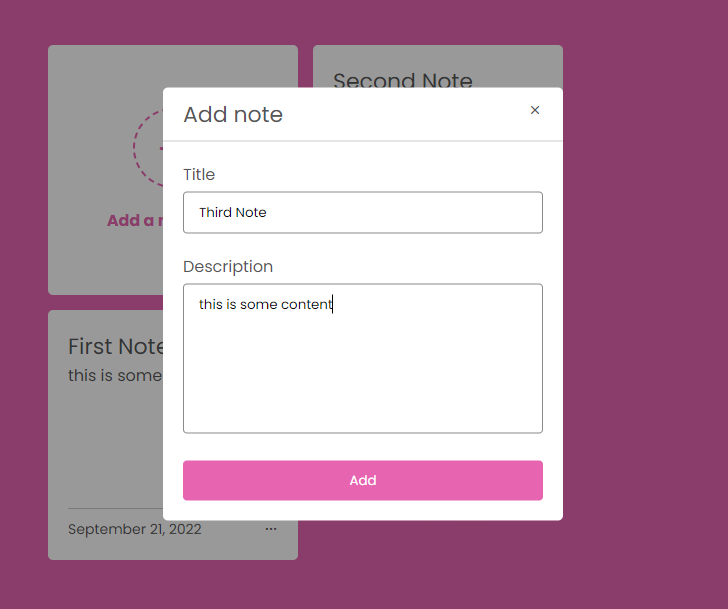 Second Note
Add note
×
Title
Third Note
Add a
Description
this is some content
First Note
this is some
Add
September 21, 2022
...